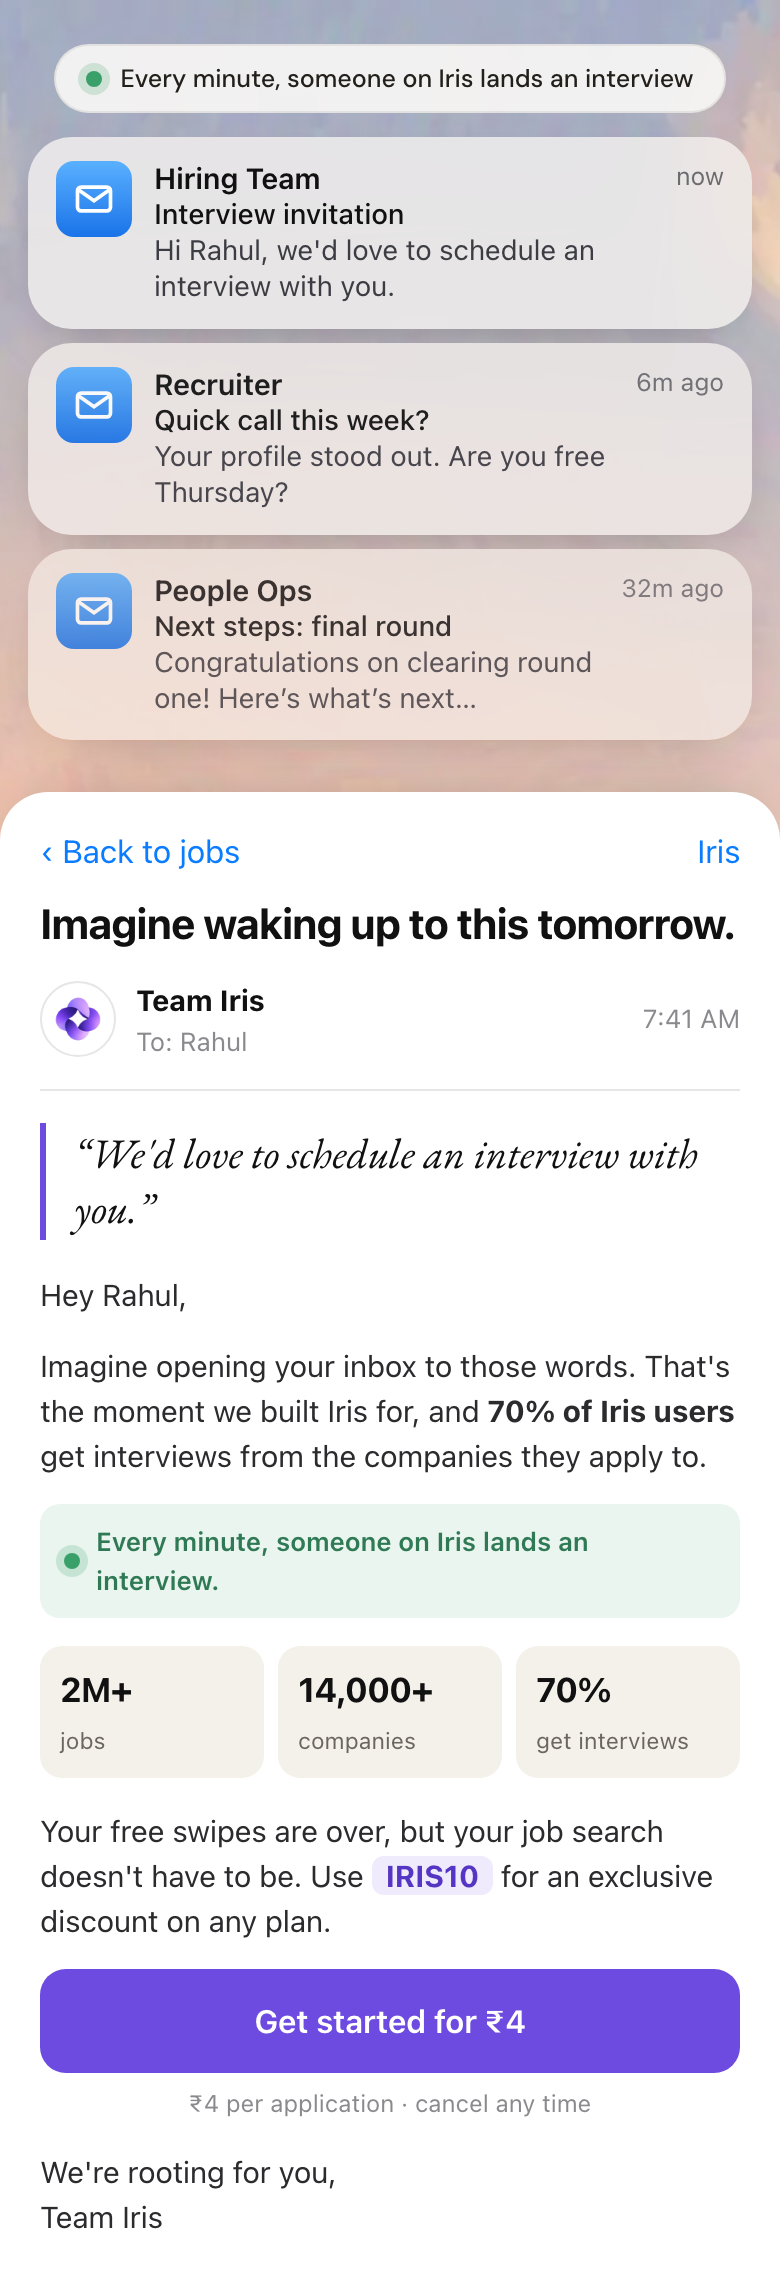 Every minute, someone on Iris lands an interview
Hiring Team
now
Interview invitation
Hi Rahul, we'd love to schedule an
interview with you.
Recruiter
6m ago
Quick call this week?
Your profile stood out. Are you free
Thursday?
People Ops
32m ago
Next steps: final round
Congratulations on clearing round
one! Here’s what’s next...
‹ Back to jobs
Iris
Imagine waking up to this tomorrow.
Team Iris
To: Rahul
7:41 AM
“We'd love to schedule an interview with
you.”
Hey Rahul,
Imagine opening your inbox to those words. That's
the moment we built Iris for, and 70% of Iris users
get interviews from the companies they apply to.
Every minute, someone on Iris lands an
interview.
2M+
jobs
14,000+
companies
70%
get interviews
Your free swipes are over, but your job search
doesn't have to be. Use IRIS10 for an exclusive
discount on any plan.
Get started for ₹4
₹4 per application · cancel any time
We're rooting for you,
Team Iris